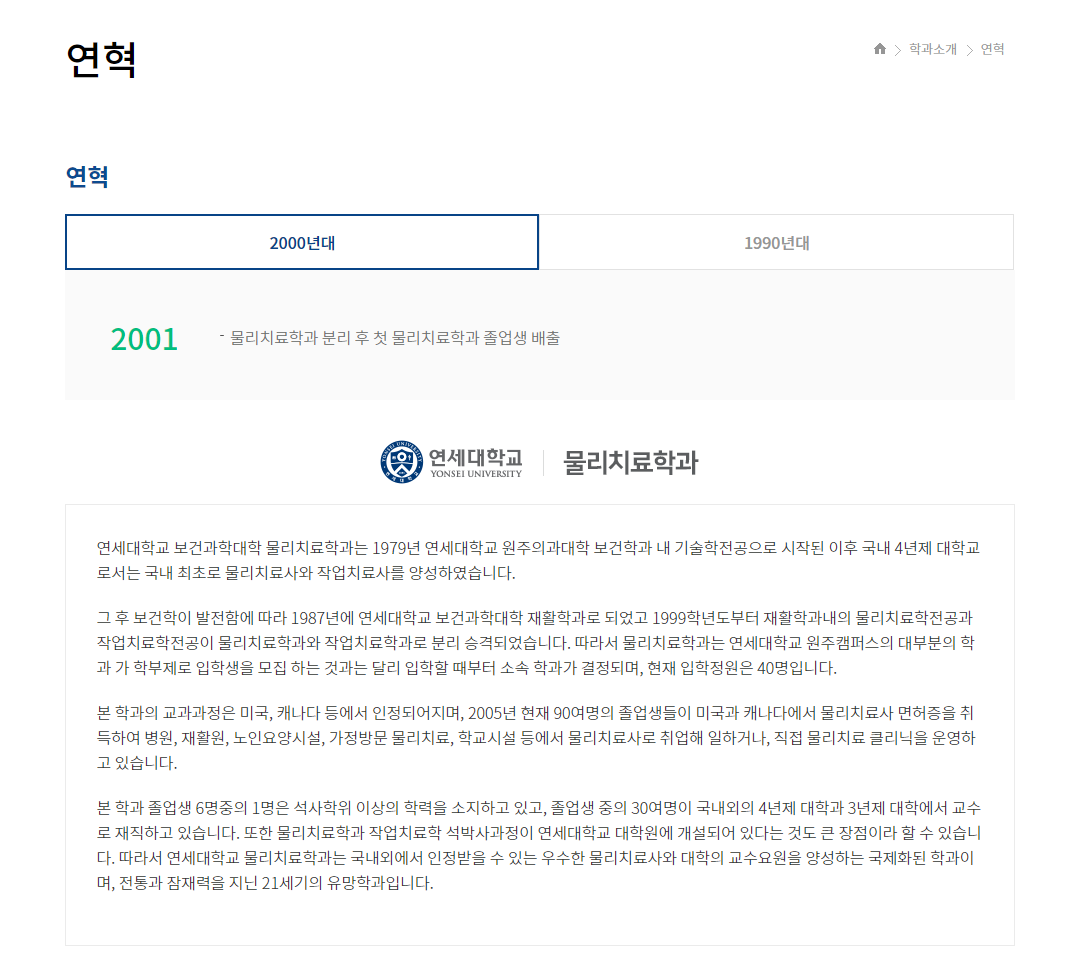 연혁
학과소개 연혁
연혁
2000년대 1990년대
2001 - 물리치료학과 분리 후 첫 물리치료학과 졸업생 배출
연세대학교 물리치료학과
YONSEI UNIVERSITY
연세대학교 보건과학대학 물리치료학과는 1979년 연세대학교 원주의과대학 보건학과 내 기술학전공으로 시작된 이후 국내 4년제 대학교
로서는 국내 최초로 물리치료사와 작업치료사를 양성하였습니다.
그 후 보건학이 발전함에 따라 1987년에 연세대학교 보건과학대학 재활학과로 되었고 1999학년도부터 재활학과내의 물리치료학전공과
작업치료학전공이 물리치료학과와 작업치료학과로 분리 승격되었습니다. 따라서 물리치료학과는 연세대학교 원주캠퍼스의 대부분의 학
과 가 학부제로 입학생을 모집 하는 것과는 달리 입학할 때부터 소속 학과가 결정되며, 현재 입학정원은 40명입니다.
본 학과의 교과과정은 미국, 캐나다 등에서 인정되어지며, 2005년 현재 90여명의 졸업생들이 미국과 캐나다에서 물리치료사 면허증을 취
득하여 병원, 재활원, 노인요양시설, 가정방문 물리치료, 학교시설 등에서 물리치료사로 취업해 일하거나, 직접 물리치료 클리닉을 운영하
고 있습니다.
본 학과 졸업생 6명중의 1명은 석사학위 이상의 학력을 소지하고 있고, 졸업생 중의 30여명이 국내외의 4년제 대학과 3년제 대학에서 교수
로 재직하고 있습니다. 또한 물리치료학과 작업치료학 석박사과정이 연세대학교 대학원에 개설되어 있다는 것도 큰 장점이라 할 수 있습니
다. 따라서 연세대학교 물리치료학과는 국내외에서 인정받을 수 있는 우수한 물리치료사와 대학의 교수요원을 양성하는 국제화된 학과이
며, 전통과 잠재력을 지닌 21세기의 유망학과입니다.